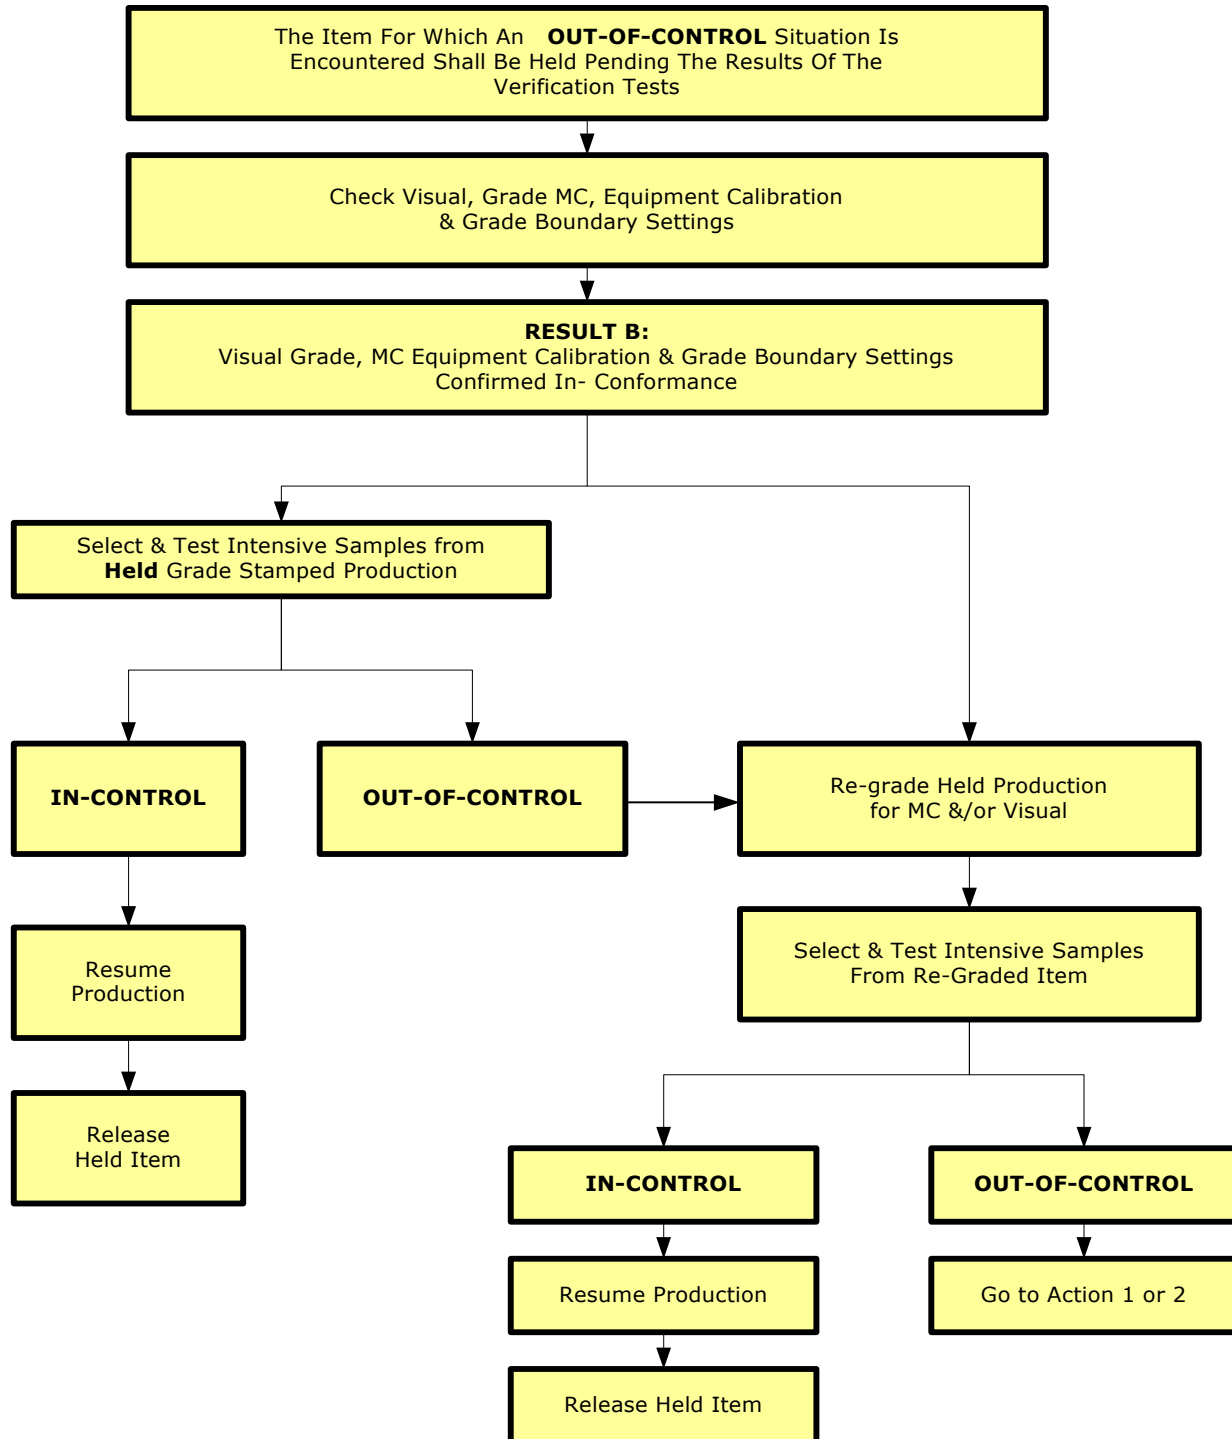 The Item For Which An OUT-OF-CONTROL Situation Is
Encountered Shall Be Held Pending The Results Of The
Verification Tests
Check Visual, Grade MC, Equipment Calibration
& Grade Boundary Settings
RESULT B:
Visual Grade, MC Equipment Calibration & Grade Boundary Settings
Confirmed In- Conformance
Select & Test Intensive Samples from
Held Grade Stamped Production
IN-CONTROL
OUT-OF-CONTROL
Re-grade Held Production
for MC &/or Visual
Resume
Production
Select & Test Intensive Samples
From Re-Graded Item
Release
Held Item
IN-CONTROL
OUT-OF-CONTROL
Resume Production
Go to Action 1 or 2
Release Held Item